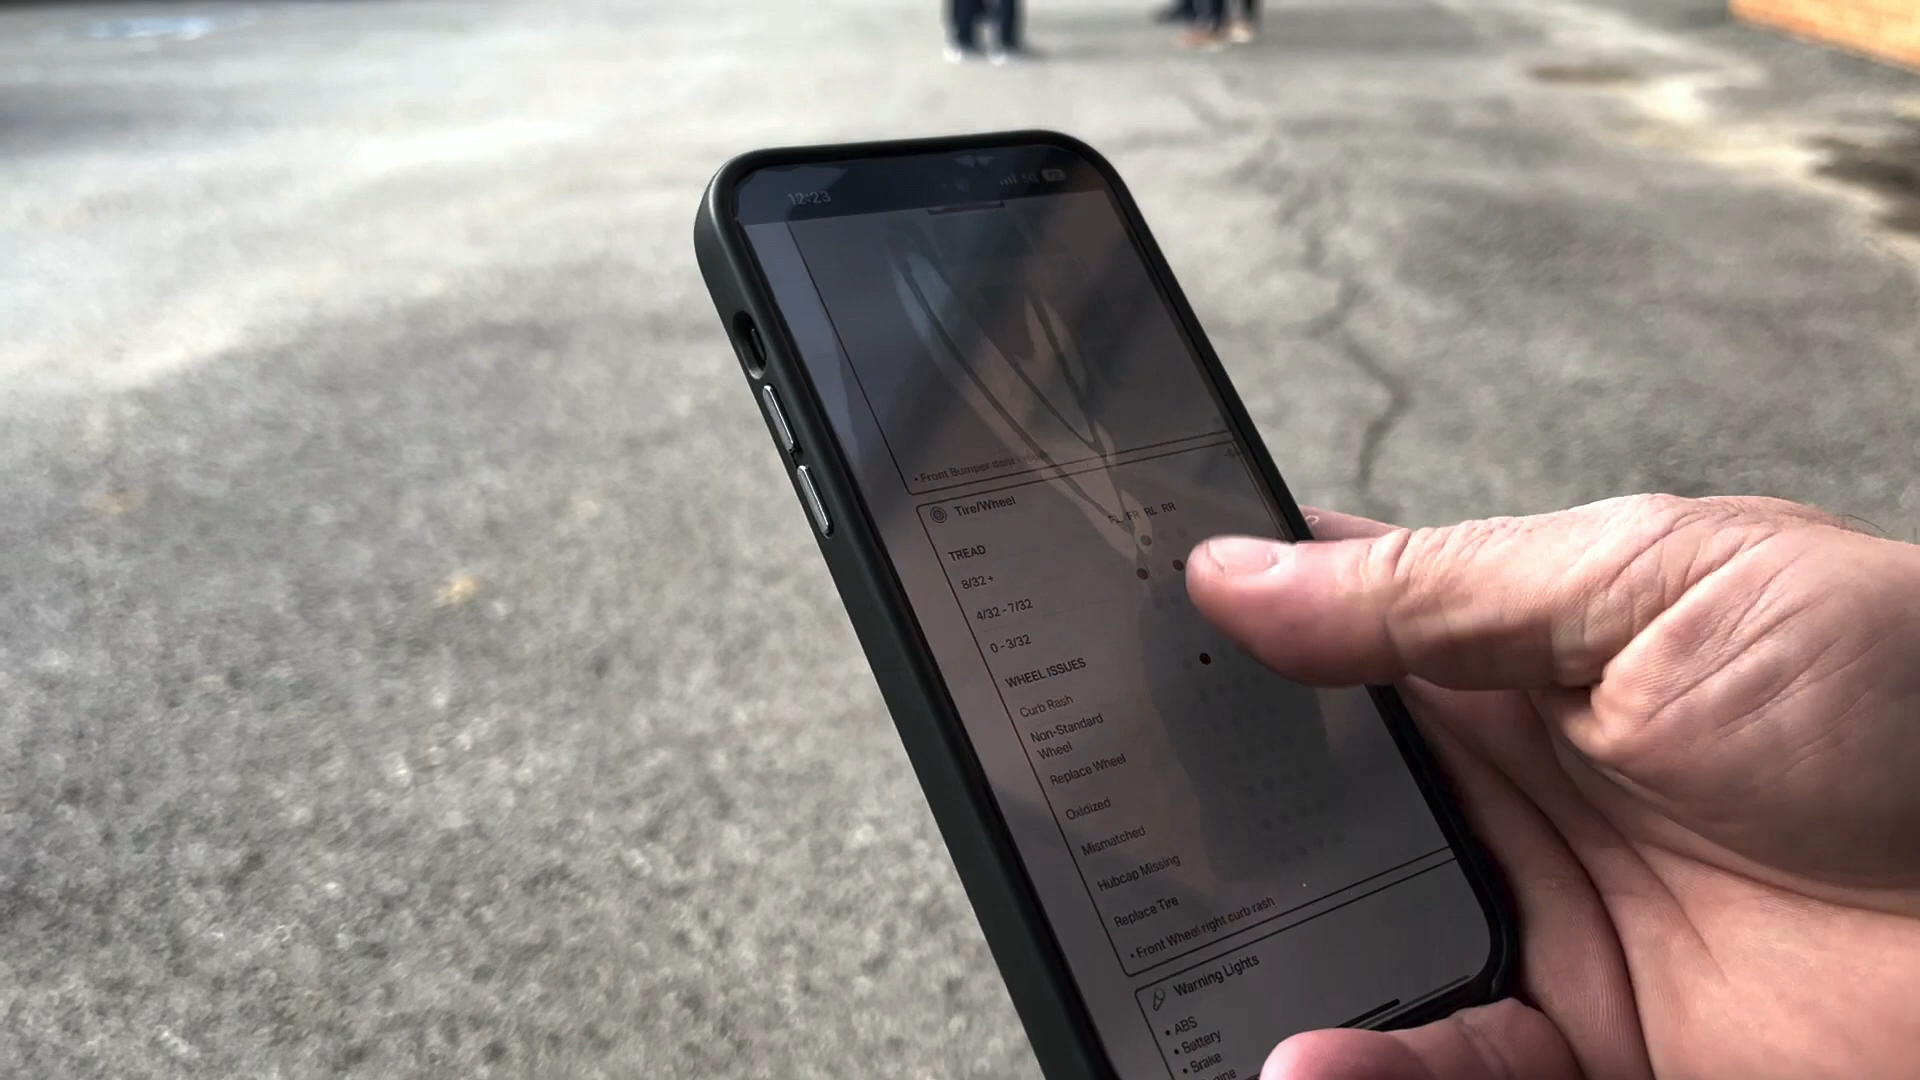 12:23
5G 72
• Front Bumper
Tire/Wheel
FL FR RL RR
TREAD
8/32 +
4/32 - 7/32
0 - 3/32
WHEEL ISSUES
Curb Rash
Non-Standard
Wheel
Replace Wheel
Oxidized
Mismatched
Hubcap Missing
Replace Tire
• Front Wheel right curb rash
Warning Lights
• ABS
• Battery
• Brake